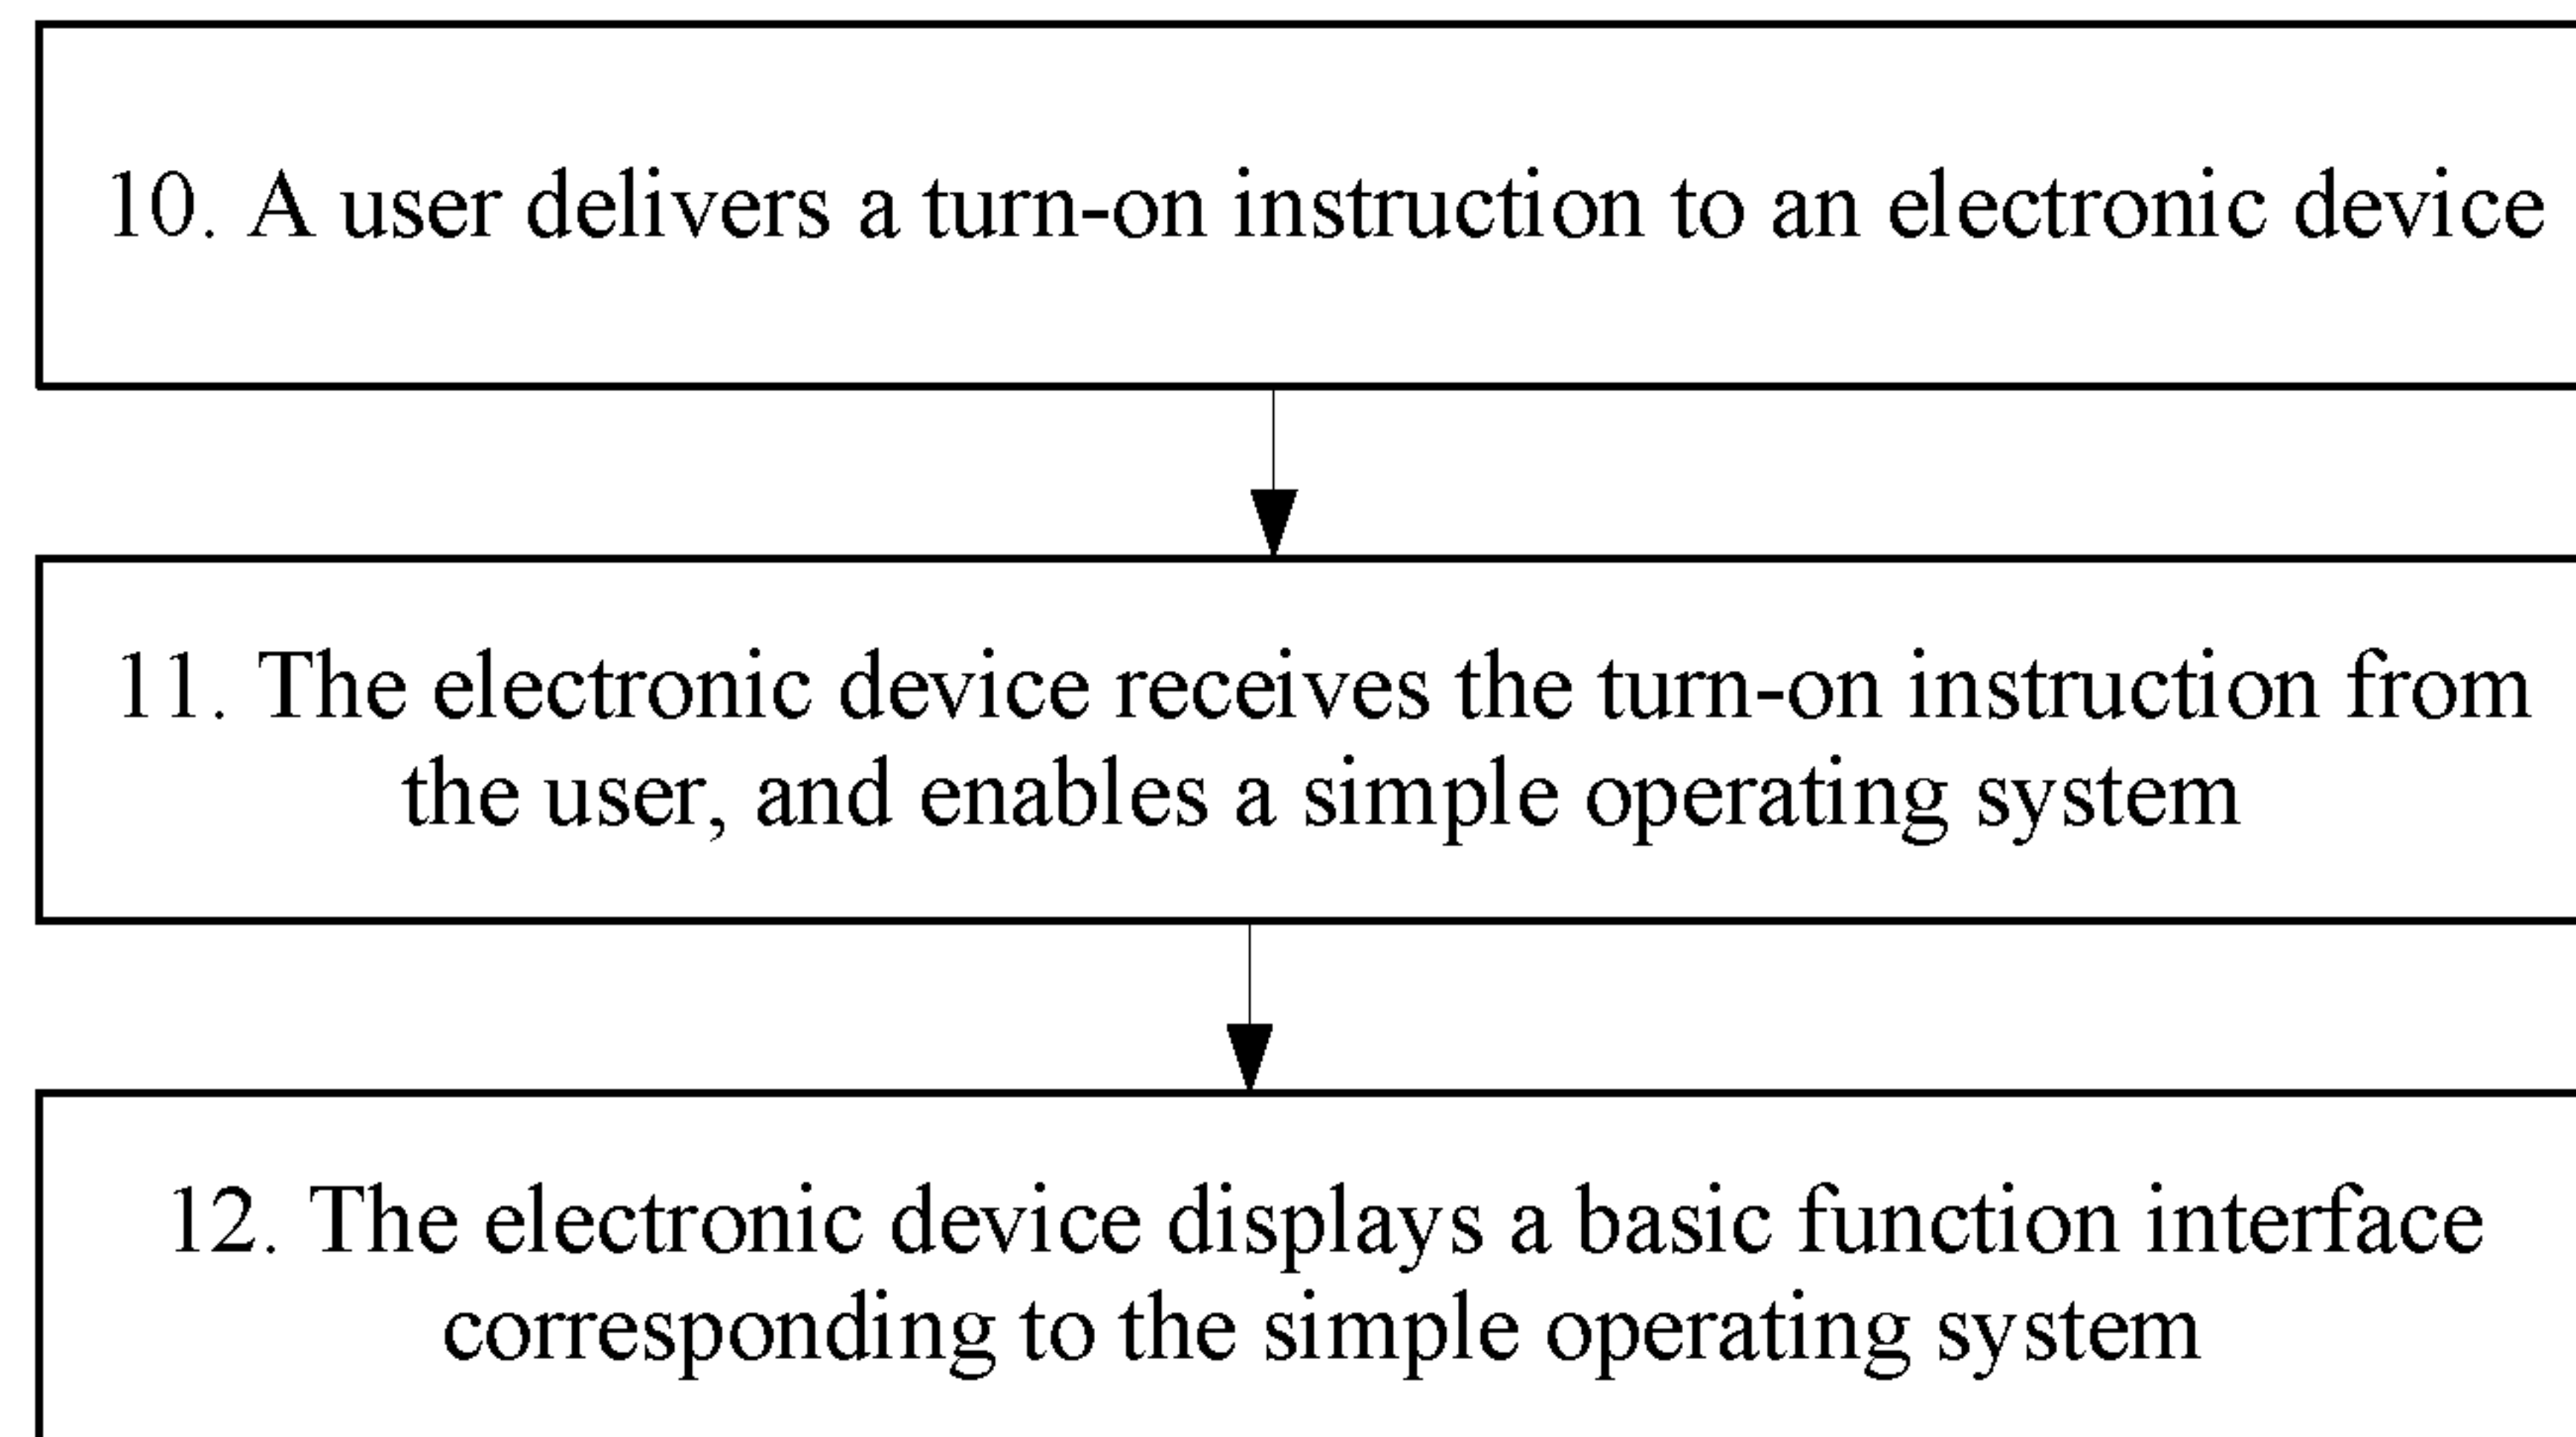 10. A user delivers a turn-on instruction to an electronic device
11. The electronic device receives the turn-on instruction from
the user, and enables a simple operating system
12. The electronic device displays a basic function interface
corresponding to the simple operating system